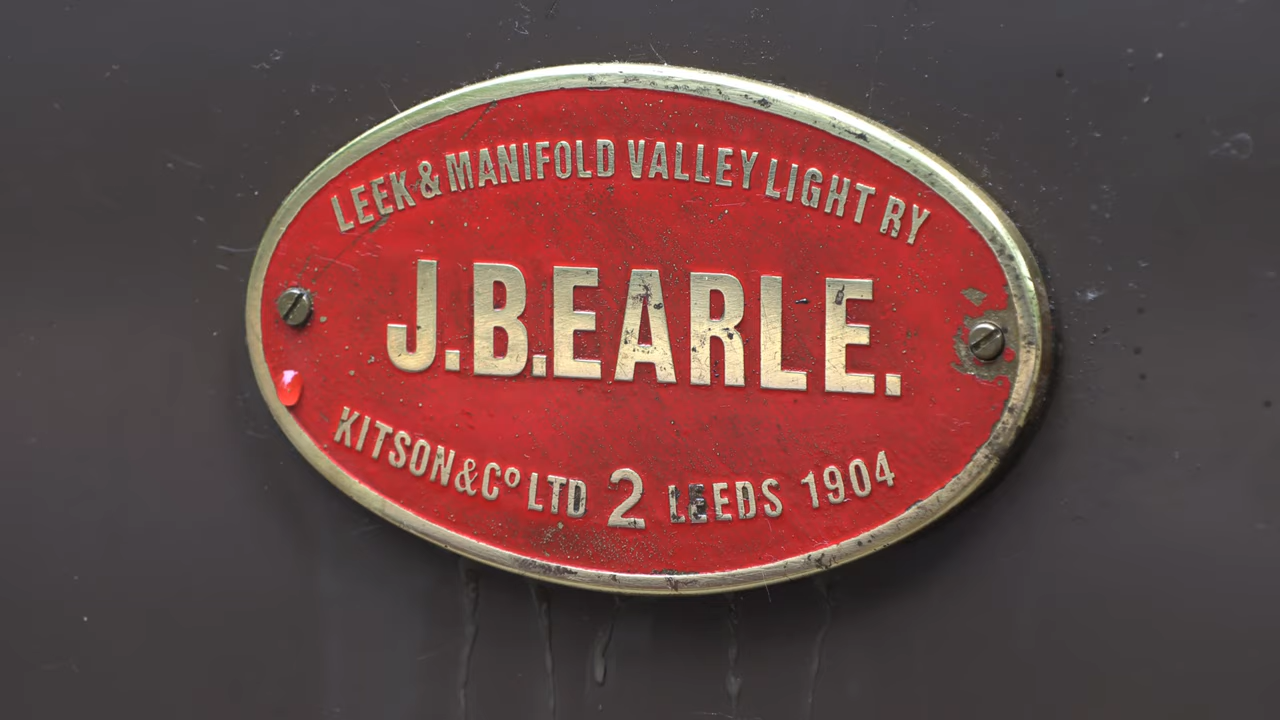 LEEK & MANIFOLD VALLEY LIGHT RY
J.B.EARLE.
KITSON & Cº LTD 2 LEEDS 1904